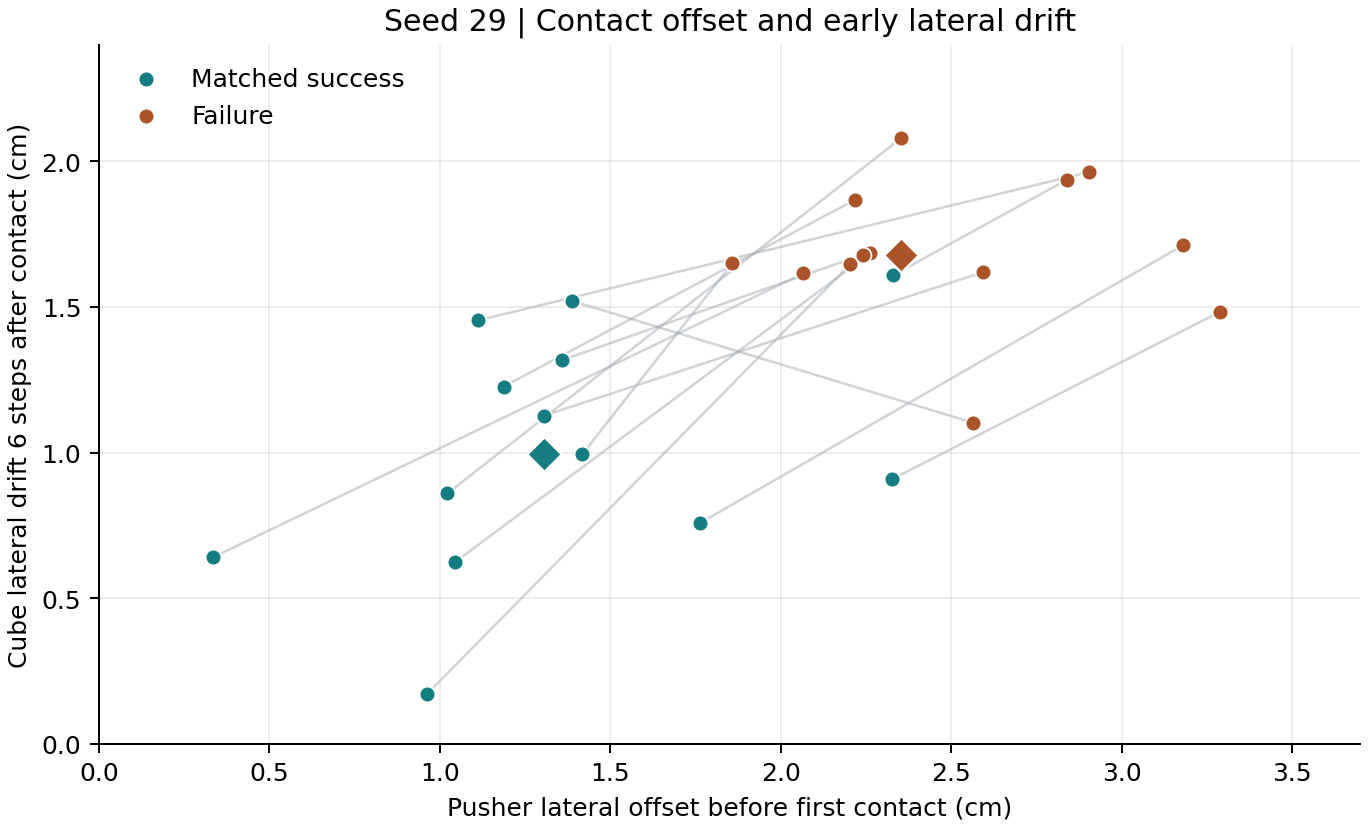 Seed 29 | Contact offset and early lateral drift
Matched success
Failure
Cube lateral drift 6 steps after contact (cm)
2.0
1.5
1.0
0.5
0.0
0.0 0.5 1.0 1.5 2.0 2.5 3.0 3.5
Pusher lateral offset before first contact (cm)